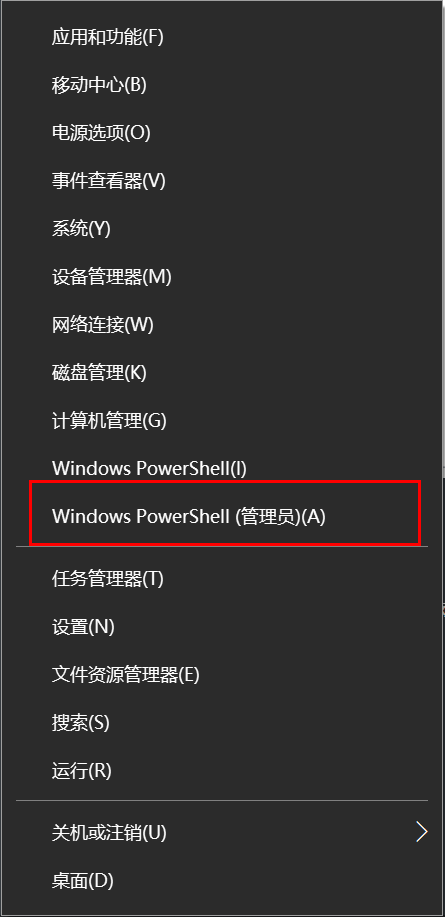 应用和功能(F)
移动中心(B)
电源选项(O)
事件查看器(V)
系统(Y)
设备管理器(M)
网络连接(W)
磁盘管理(K)
计算机管理(G)
Windows PowerShell(I)
Windows PowerShell (管理员)(A)
任务管理器(T)
设置(N)
文件资源管理器(E)
搜索(S)
运行(R)
关机或注销(U)
桌面(D)